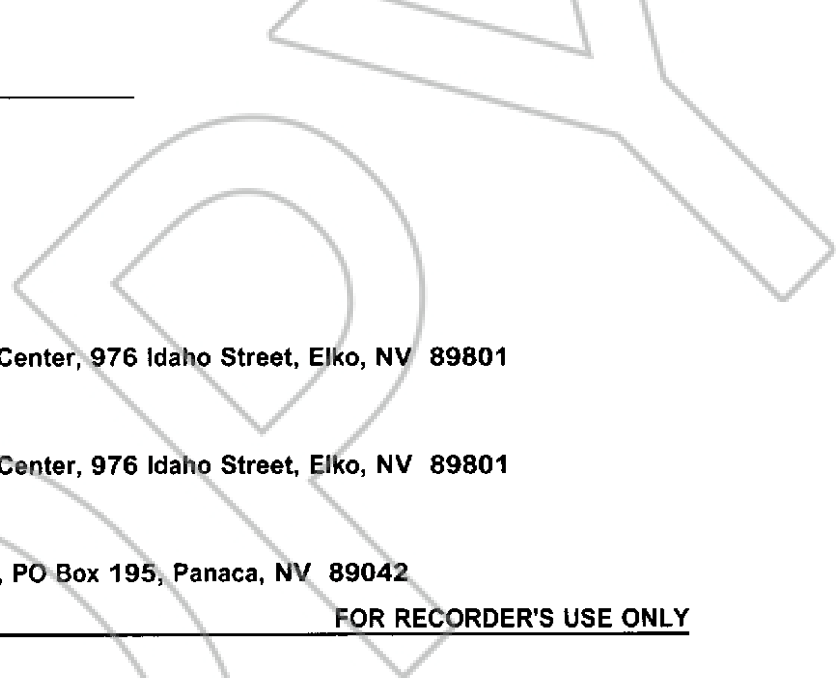 Center, 976 Idaho Street, Elko, NV 89801
Center, 976 Idaho Street, Elko, NV 89801
, PO Box 195, Panaca, NV 89042
FOR RECORDER'S USE ONLY